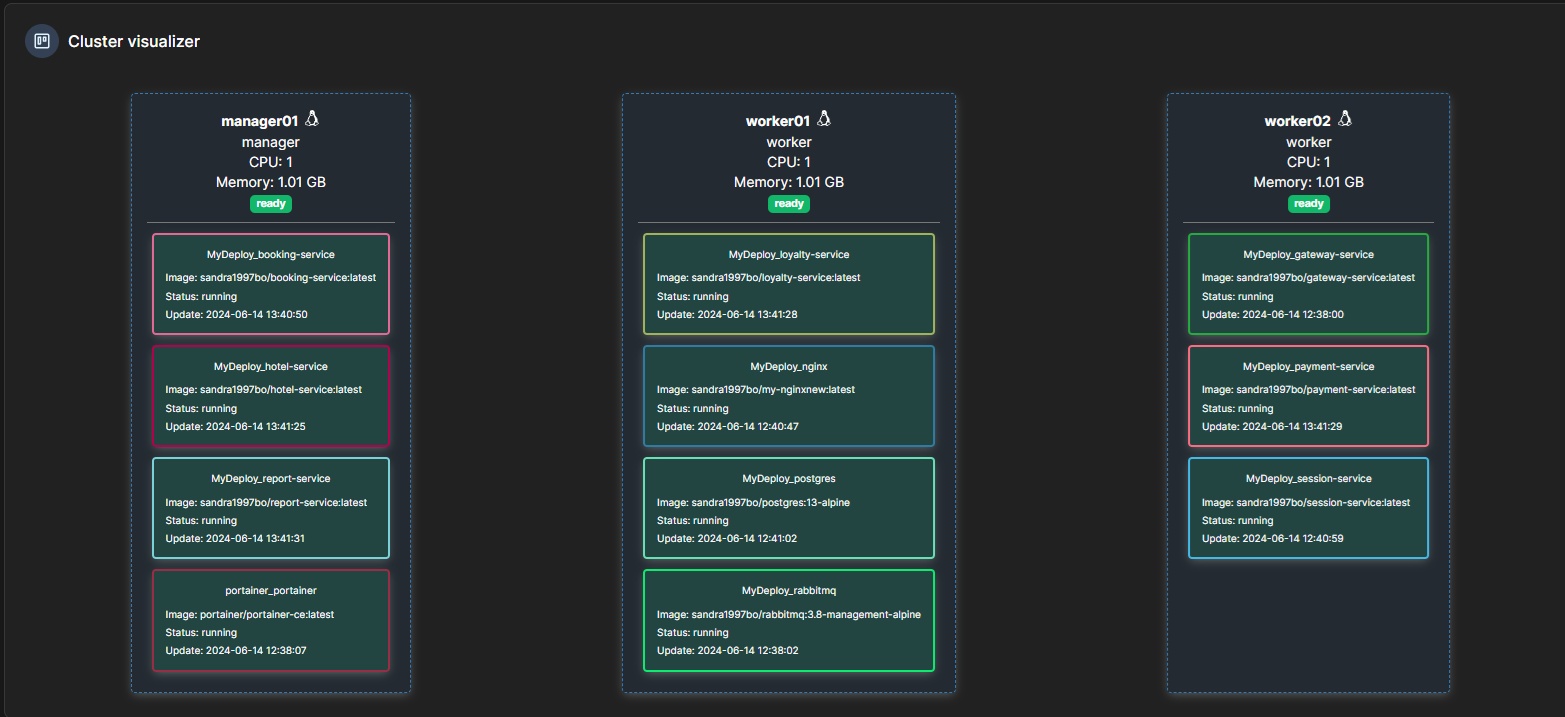 Cluster visualizer
manager01
manager
CPU: 1
Memory: 1.01 GB
ready
MyDeploy_booking-service
Image: sandra1997bo/booking-service:latest
Status: running
Update: 2024-06-14 13:40:50
MyDeploy_hotel-service
Image: sandra1997bo/hotel-service:latest
Status: running
Update: 2024-06-14 13:41:25
MyDeploy_report-service
Image: sandra1997bo/report-service:latest
Status: running
Update: 2024-06-14 13:41:31
portainer_portainer
Image: portainer/portainer-ce:latest
Status: running
Update: 2024-06-14 12:38:07
worker01
worker
CPU: 1
Memory: 1.01 GB
ready
MyDeploy_loyalty-service
Image: sandra1997bo/loyalty-service:latest
Status: running
Update: 2024-06-14 13:41:28
MyDeploy_nginx
Image: sandra1997bo/my-nginxnew:latest
Status: running
Update: 2024-06-14 12:40:47
MyDeploy_postgres
Image: sandra1997bo/postgres:13-alpine
Status: running
Update: 2024-06-14 12:41:02
MyDeploy_rabbitmq
Image: sandra1997bo/rabbitmq:3.8-management-alpine
Status: running
Update: 2024-06-14 12:38:02
worker02
worker
CPU: 1
Memory: 1.01 GB
ready
MyDeploy_gateway-service
Image: sandra1997bo/gateway-service:latest
Status: running
Update: 2024-06-14 12:38:00
MyDeploy_payment-service
Image: sandra1997bo/payment-service:latest
Status: running
Update: 2024-06-14 13:41:29
MyDeploy_session-service
Image: sandra1997bo/session-service:latest
Status: running
Update: 2024-06-14 12:40:59